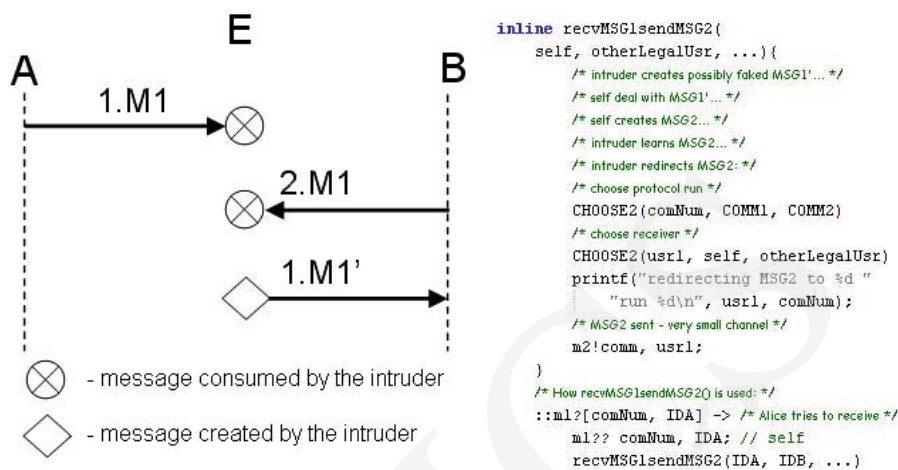 E
A
B
1.M1
2.M1
1.M1’
- message consumed by the intruder
- message created by the intruder
inline recvMSG1sendMSG2(
self, otherLegalUsr, ...){
/* intruder creates possibly faked MSG1'... */
/* self deal with MSG1'... */
/* self creates MSG2... */
/* intruder learns MSG2... */
/* intruder redirects MSG2: */
/* choose protocol run */
CHOOSE2(comNum, COMM1, COMM2)
/* choose receiver */
CHOOSE2(usr1, self, otherLegalUsr)
printf("redirecting MSG2 to %d "
"run %d\n", usr1, comNum);
/* MSG2 sent - very small channel */
m2!comm, usr1;
}
/* How recvMSG1sendMSG2() is used: */
::m1?[comNum, IDA] -> /* Alice tries to receive */
m1?? comNum, IDA; // self
recvMSG1sendMSG2(IDA, IDB, ...)